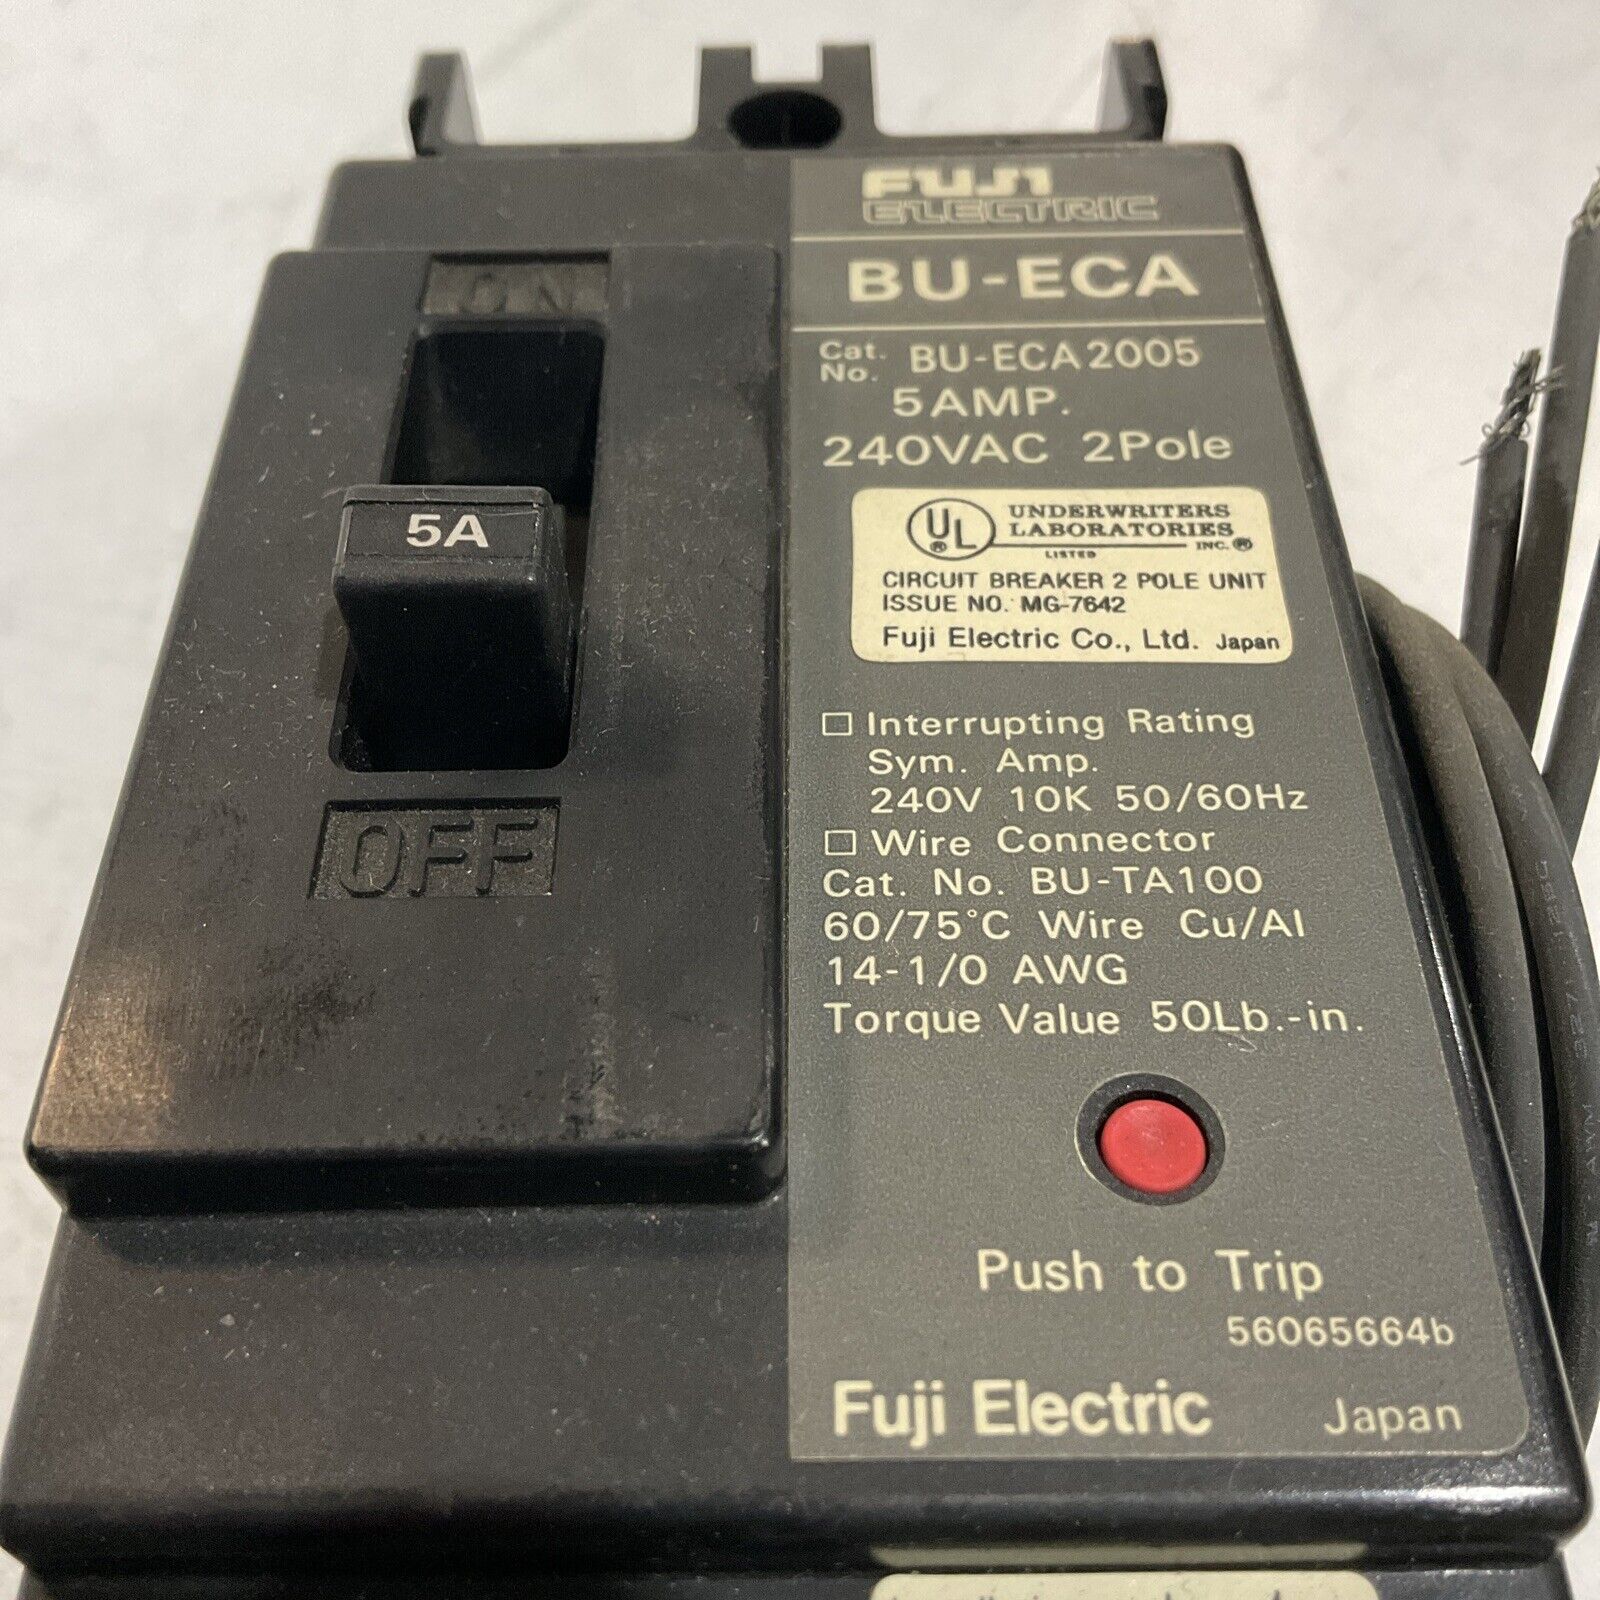 ON
5A
OFF
FUJI
ELECTRIC
BU-ECA
Cat. No. BU-ECA2005
5AMP.
240VAC 2Pole
UL® UNDERWRITERS
LABORATORIES
LISTED INC.®
CIRCUIT BREAKER 2 POLE UNIT
ISSUE NO. MG-7642
Fuji Electric Co., Ltd. Japan
□ Interrupting Rating
Sym. Amp.
240V 10K 50/60Hz
□ Wire Connector
Cat. No. BU-TA100
60/75°C Wire Cu/Al
14-1/0 AWG
Torque Value 50Lb.-in.
Push to Trip
56065664b
Fuji Electric Japan